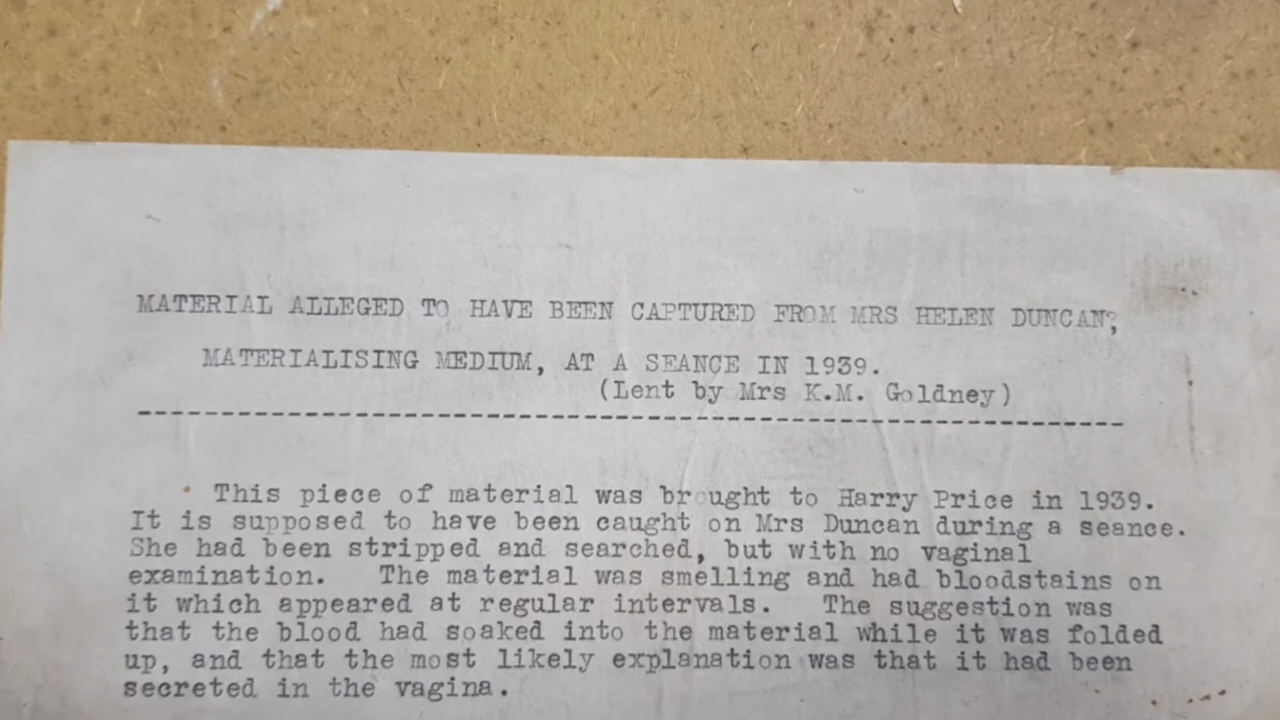 MATERIAL ALLEGED TO HAVE BEEN CAPTURED FROM MRS HELEN DUNCAN,
MATERIALISING MEDIUM, AT A SEANCE IN 1939.
(Lent by Mrs K.M. Goldney)
-----------------------------------------------------------------------
This piece of material was brought to Harry Price in 1939.
It is supposed to have been caught on Mrs Duncan during a seance.
She had been stripped and searched, but with no vaginal
examination. The material was smelling and had bloodstains on
it which appeared at regular intervals. The suggestion was
that the blood had soaked into the material while it was folded
up, and that the most likely explanation was that it had been
secreted in the vagina.